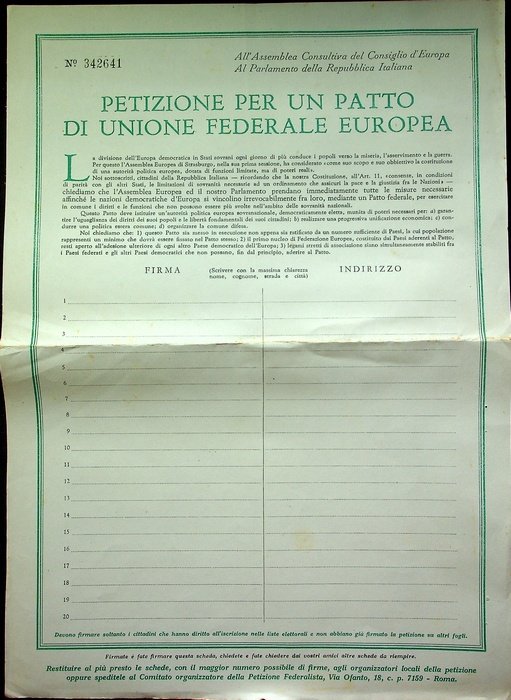 Nº 342641
All'Assemblea Consultiva del Consiglio d'Europa
Al Parlamento della Repubblica Italiana
PETIZIONE PER UN PATTO
DI UNIONE FEDERALE EUROPEA
La divisione dell'Europa democratica in Stati sovrani ogni giorno di più conduce i popoli verso la miseria, l'asservimento e la guerra.
Per questo l'Assemblea Europea di Strasburgo, nella sua prima sessione, ha considerato «come suo scopo e suo obbiettivo la costituzione
di una autorità politica europea, dotata di funzioni limitate, ma di poteri reali».
Noi sottoscritti, cittadini della Repubblica Italiana — ricordando che la nostra Costituzione, all'Art. 11, «consente, in condizioni
di parità con gli altri Stati, le limitazioni di sovranità necessarie ad un ordinamento che assicuri la pace e la giustizia fra le Nazioni» —
chiediamo che l'Assemblea Europea ed il nostro Parlamento prendano immediatamente tutte le misure necessarie
affinché le nazioni democratiche d'Europa si vincolino irrevocabilmente fra loro, mediante un Patto federale, per esercitare
in comune i diritti e le funzioni che non possono essere più svolte nell'ambito delle sovranità nazionali.
Questo Patto deve istituire un'autorità politica europea sovranazionale, democraticamente eletta, munita di poteri necessari per: a) garan-
tire l'uguaglianza dei diritti dei suoi popoli e le libertà fondamentali dei suoi cittadini; b) realizzare una progressiva unificazione economica; c) con-
durre una politica estera comune; d) organizzare la comune difesa.
Noi chiediamo che: 1) questo Patto sia messo in esecuzione non appena sia ratificato da un numero sufficiente di Paesi, la cui popolazione
rappresenti un minimo che dovrà essere fissato nel Patto stesso; 2) il primo nucleo di Federazione Europea, costituito dai Paesi aderenti al Patto,
resti aperto all'adesione ulteriore di ogni altro Paese democratico dell'Europa; 3) legami stretti di associazione siano simultaneamente stabiliti fra
i Paesi federati e gli altri Paesi democratici che non possano, fin dal principio, aderire al Patto.
FIRMA (Scrivere con la massima chiarezza INDIRIZZO
nome, cognome, strada e città)
1
2
3
4
5
6
7
8
9
10
11
12
13
14
15
16
17
18
19
20
Devono firmare soltanto i cittadini che hanno diritto all'iscrizione nelle liste elettorali e non abbiano già firmato la petizione su altri fogli.
Firmate e fate firmare questa scheda, chiedete e fate chiedere dai vostri amici altre schede da riempire.
Restituire al più presto le schede, con il maggior numero possibile di firme, agli organizzatori locali della petizione
oppure speditele al Comitato organizzatore della Petizione Federalista, Via Ofanto, 18, c. p. 7159 - Roma.